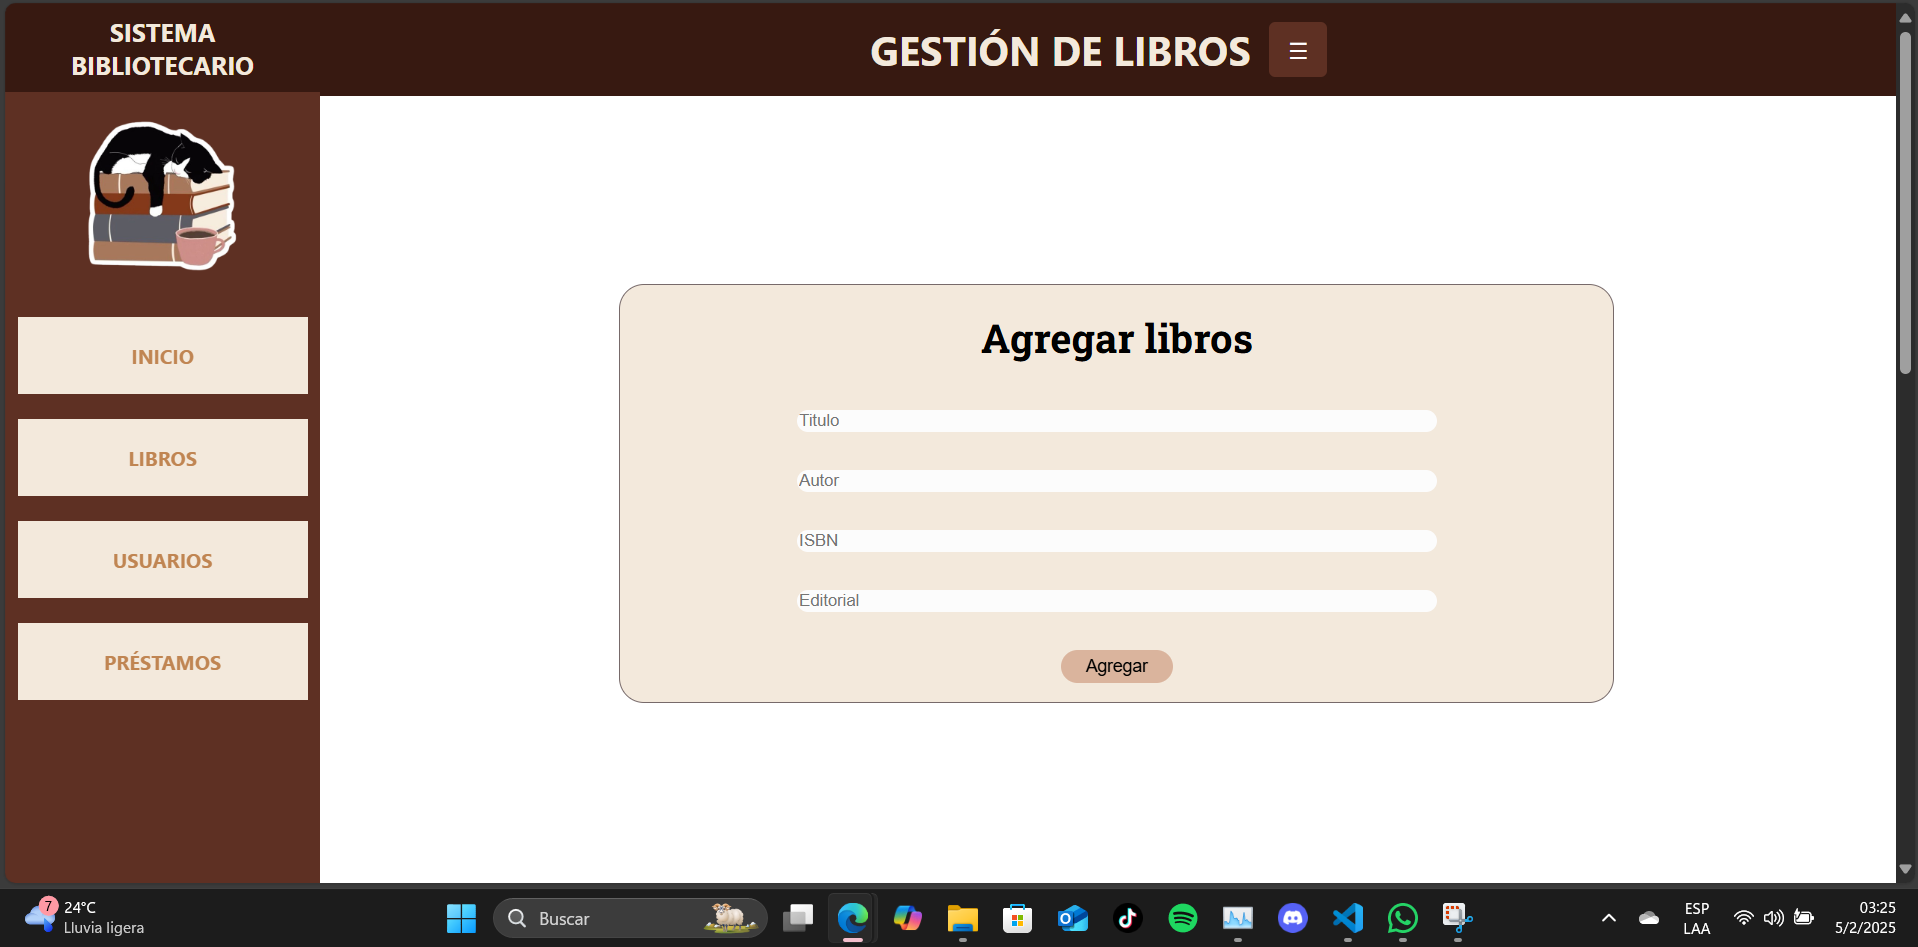 SISTEMA
BIBLIOTECARIO
GESTIÓN DE LIBROS
INICIO
LIBROS
USUARIOS
PRÉSTAMOS
Agregar libros
Titulo
Autor
ISBN
Editorial
Agregar
7
24°C
Lluvia ligera
Buscar
ESP
LAA
03:25
5/2/2025